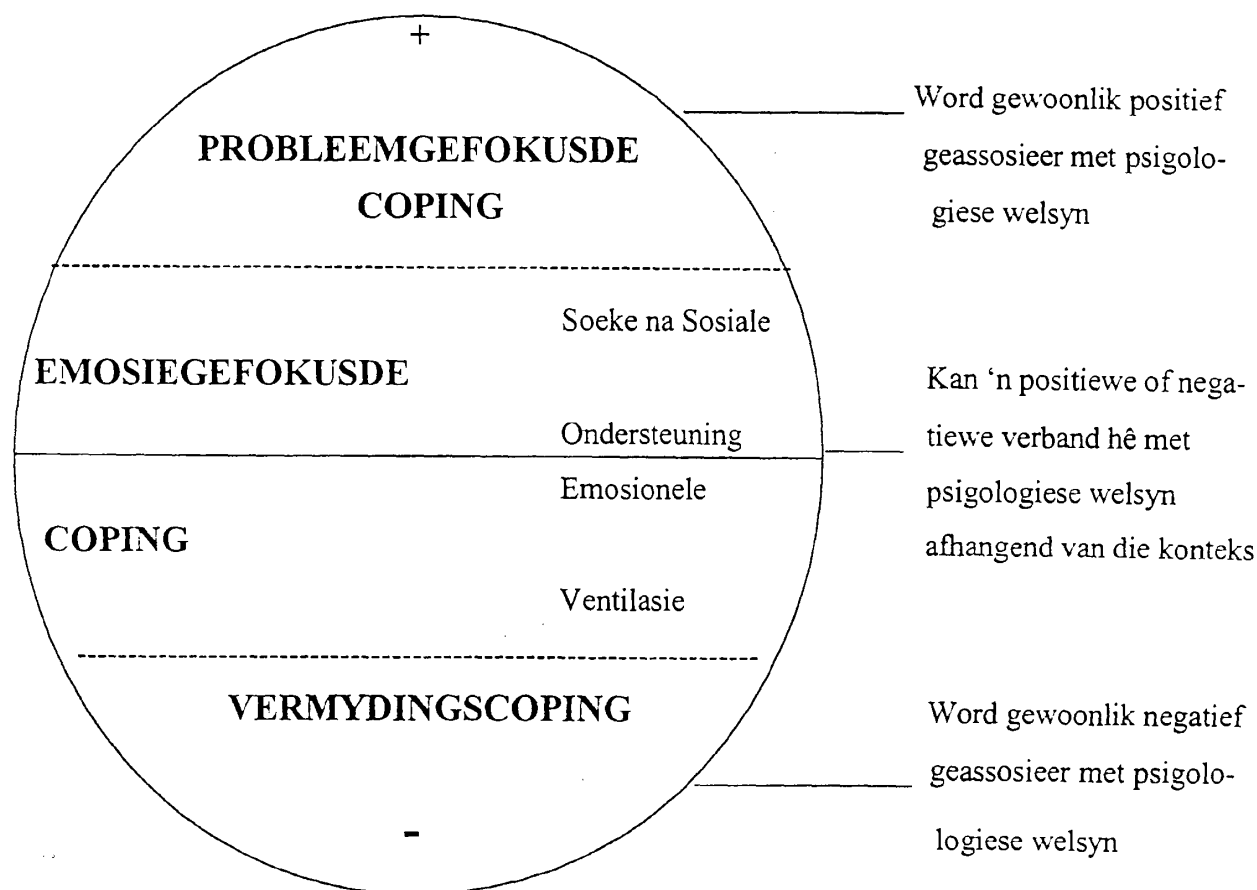 +
PROBLEEMGEFOKUSDE
COPING
Word gewoonlik positief
geassosieer met psigolo-
giese welsyn
Soeke na Sosiale
EMOSIEGEFOKUSDE
Ondersteuning
Emosionele
COPING
Ventilasie
Kan ‘n positiewe of nega-
tiewe verband hê met
psigologiese welsyn
afhangend van die konteks
VERMYDINGSCOPING
-
Word gewoonlik negatief
geassosieer met psigolo-
logiese welsyn